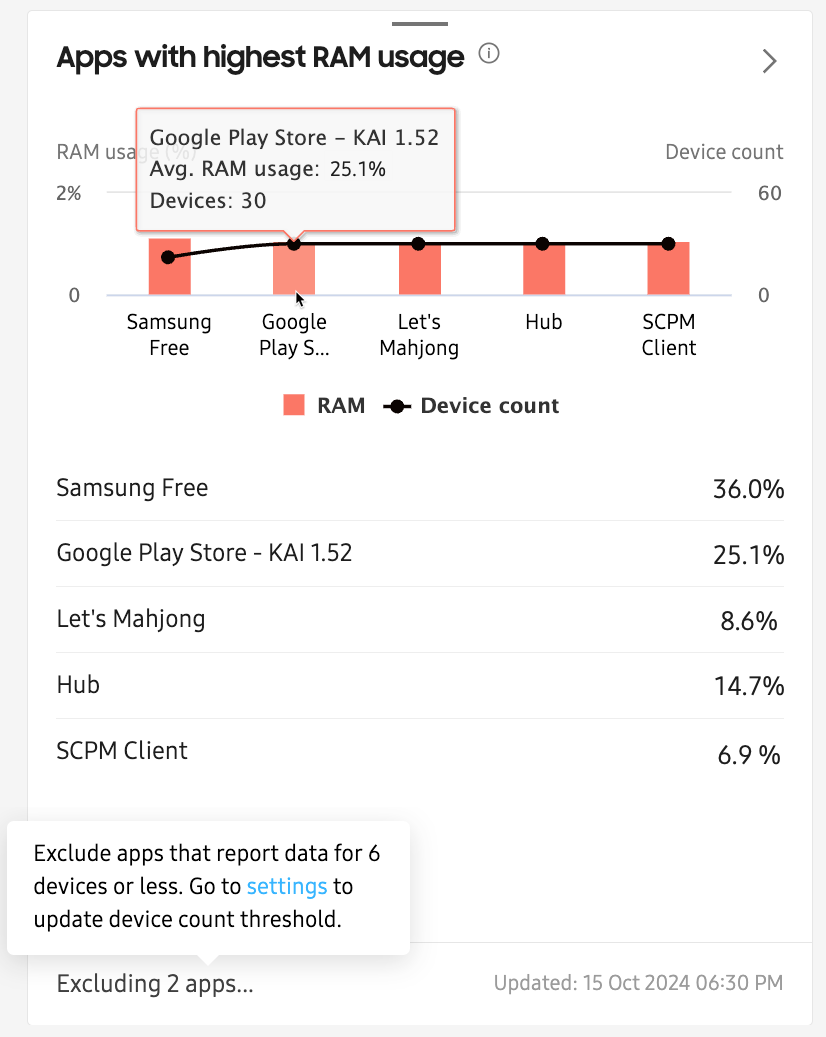 Apps with highest RAM usage
RAM usage (%)
Device count
Google Play Store – KAI 1.52
Avg. RAM usage: 25.1%
Devices: 30
2%
60
0
0
Samsung
Free
Google
Play S...
Let's
Mahjong
Hub
SCPM
Client
RAM
Device count
Samsung Free 36.0%
Google Play Store - KAI 1.52 25.1%
Let's Mahjong 8.6%
Hub 14.7%
SCPM Client 6.9 %
Exclude apps that report data for 6
devices or less. Go to settings to
update device count threshold.
Excluding 2 apps...
Updated: 15 Oct 2024 06:30 PM